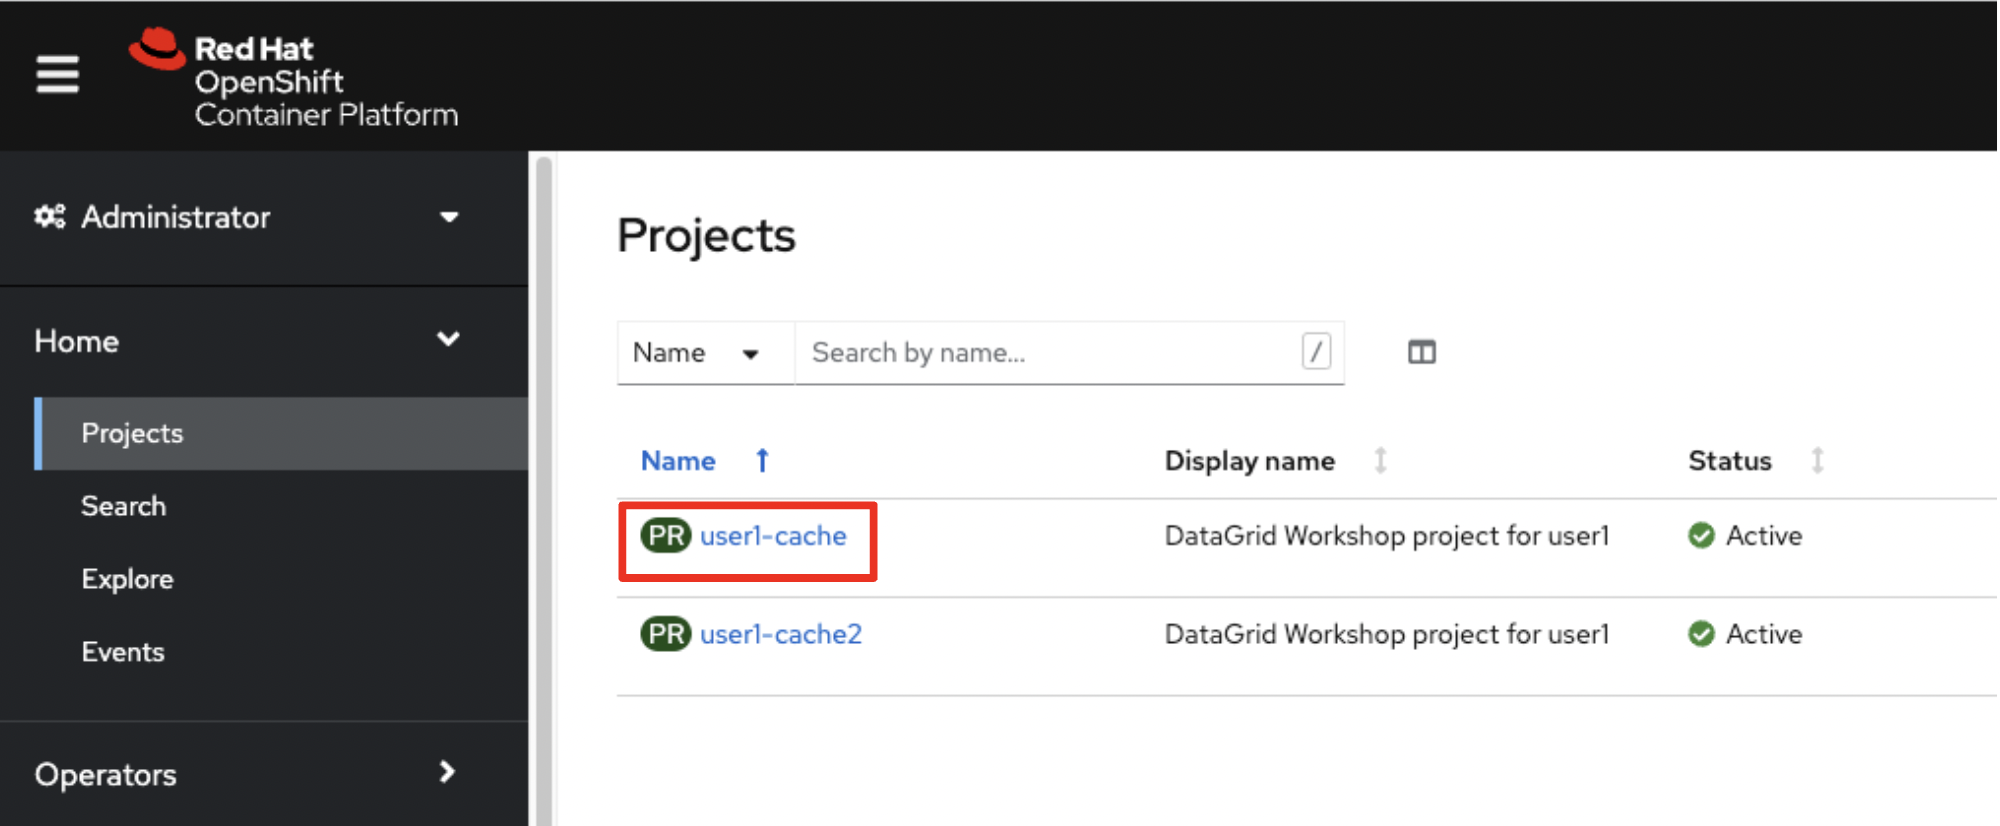 Red Hat
OpenShift
Container Platform
Administrator
Home
Projects
Search
Explore
Events
Operators
Projects
Name
Search by name...
/
Name Display name Status
PR user1-cache DataGrid Workshop project for user1 Active
PR user1-cache2 DataGrid Workshop project for user1 Active